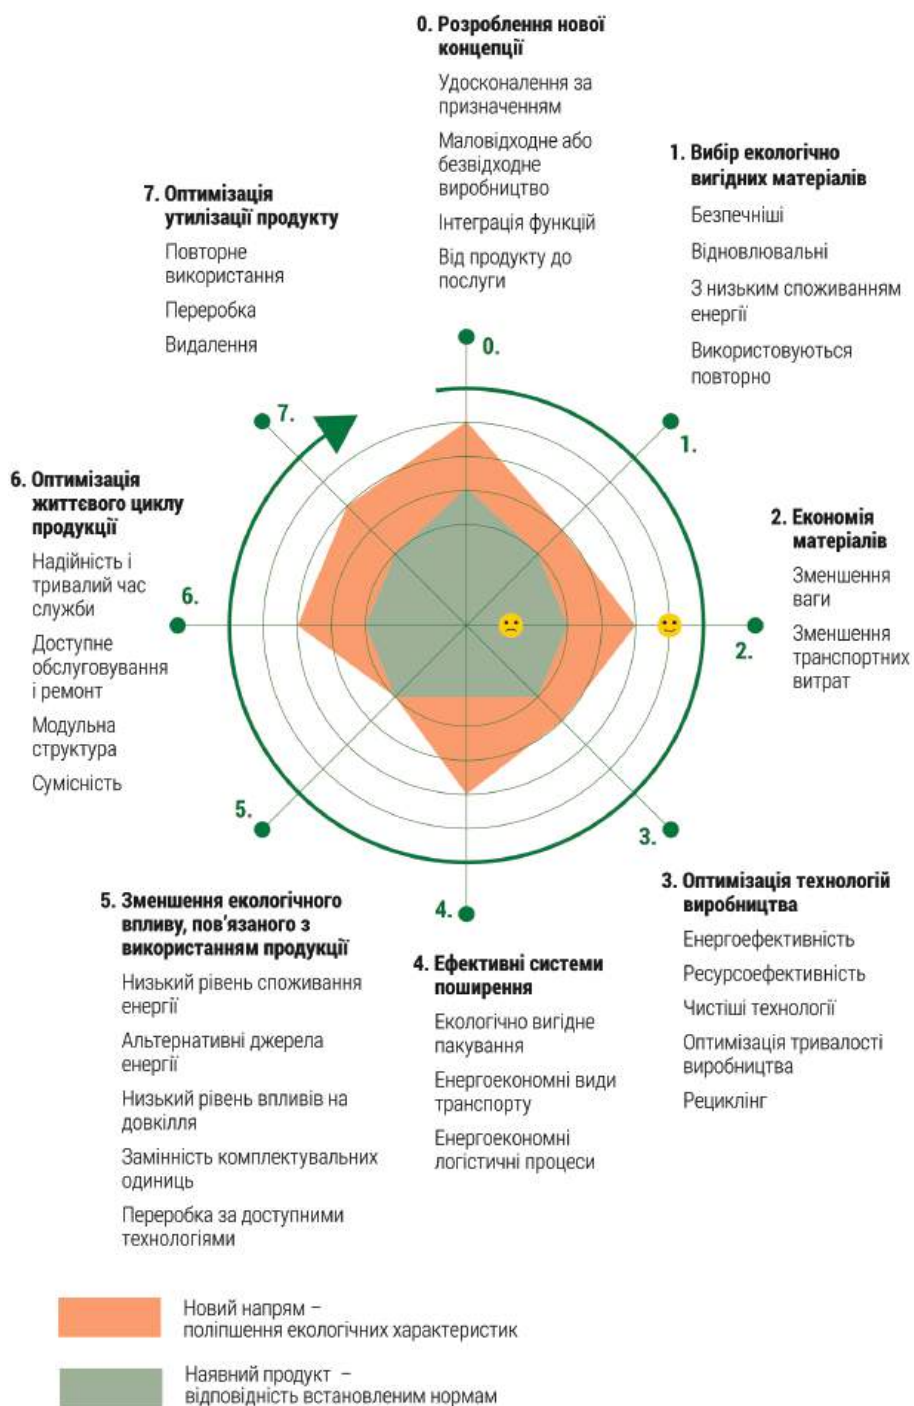 0. Розроблення нової
концепції
Удосконалення за
призначенням
Маловідходне або
безвідходне
виробництво
Інтеграція функцій
Від продукту до
послуги
1. Вибір екологічно
вигідних матеріалів
Безпечніші
Відновлювальні
З низьким споживанням
енергії
Використовуються
повторно
7. Оптимізація
утилізації продукту
Повторне
використання
Переробка
Видалення
0.
7.
1.
6. Оптимізація
життєвого циклу
продукції
Надійність і
тривалий час
служби
Доступне
обслуговування
і ремонт
Модульна
структура
Сумісність
2. Економія
матеріалів
Зменшення
ваги
Зменшення
транспортних
витрат
6.
2.
5.
3.
4.
5. Зменшення екологічного
впливу, пов’язаного з
використанням продукції
Низький рівень споживання
енергії
Альтернативні джерела
енергії
Низький рівень впливів на
довкілля
Замінність комплектувальних
одиниць
Переробка за доступними
технологіями
4. Ефективні системи
поширення
Екологічно вигідне
пакування
Енергоекономні види
транспорту
Енергоекономні
логістичні процеси
3. Оптимізація технологій
виробництва
Енергоефективність
Ресурсоефективність
Чистіші технології
Оптимізація тривалості
виробництва
Рециклінг
Новий напрям –
поліпшення екологічних характеристик
Наявний продукт –
відповідність встановленим нормам